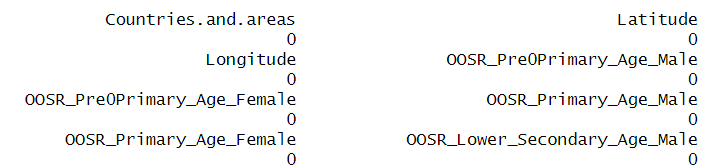 Countries.and.areas Latitude
0 0
Longitude OOSR_Pre0Primary_Age_Male
0 0
OOSR_Pre0Primary_Age_Female OOSR_Primary_Age_Male
0 0
OOSR_Primary_Age_Female OOSR_Lower_Secondary_Age_Male
0 0